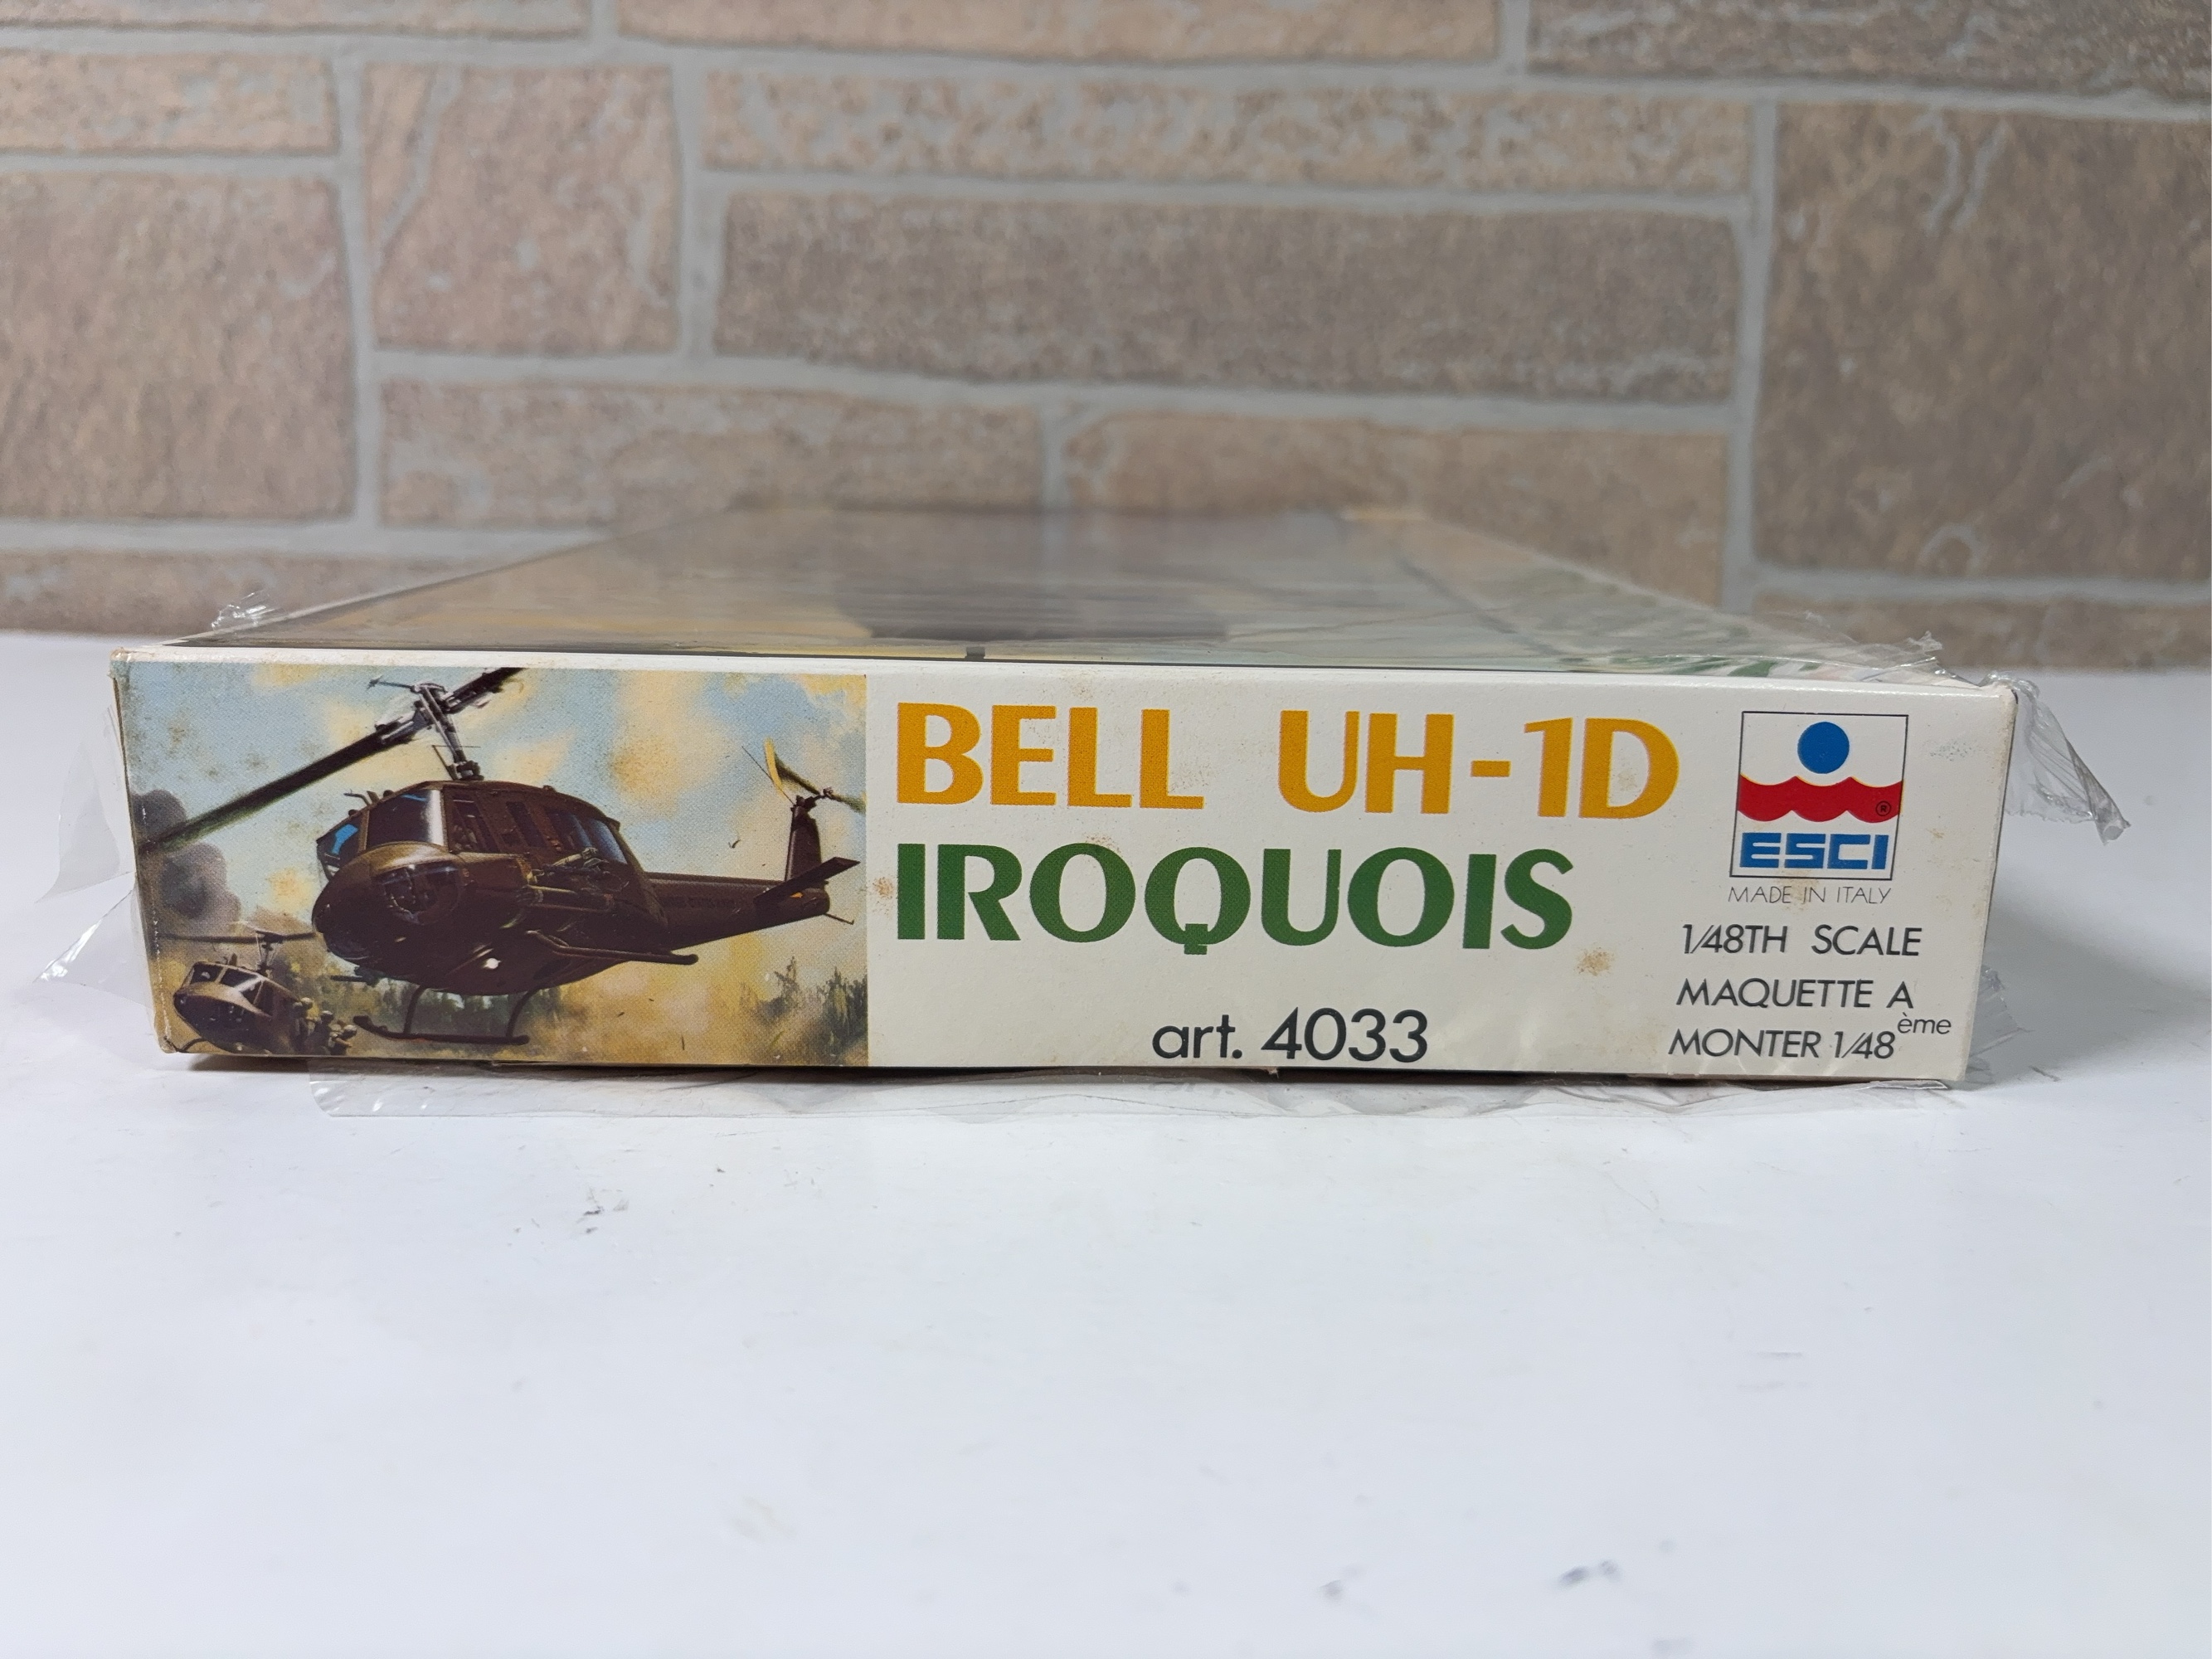 BELL UH-1D
IROQUOIS
art. 4033
®
ESCI
MADE IN ITALY
1/48TH SCALE
MAQUETTE A
MONTER 1/48ème